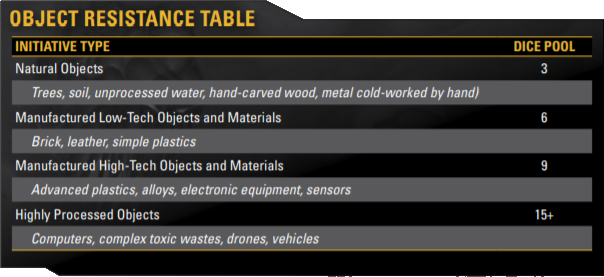 OBJECT RESISTANCE TABLE
INITIATIVE TYPE DICE POOL
Natural Objects 3
Trees, soil, unprocessed water, hand-carved wood, metal cold-worked by hand)
Manufactured Low-Tech Objects and Materials 6
Brick, leather, simple plastics
Manufactured High-Tech Objects and Materials 9
Advanced plastics, alloys, electronic equipment, sensors
Highly Processed Objects 15+
Computers, complex toxic wastes, drones, vehicles